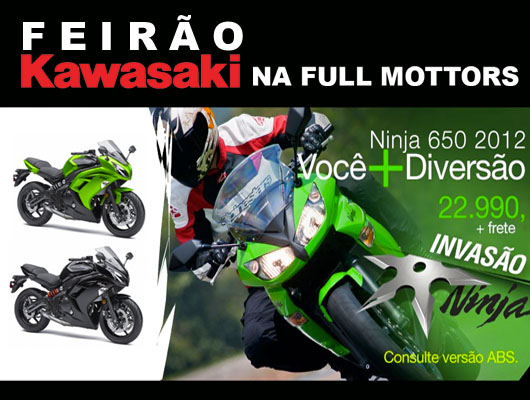 FEIRÃO
Kawasaki NA FULL MOTTORS
Ninja 650 2012
Você+Diversão
22.990,
+ frete
INVASÃO
Ninja
Consulte versão ABS.